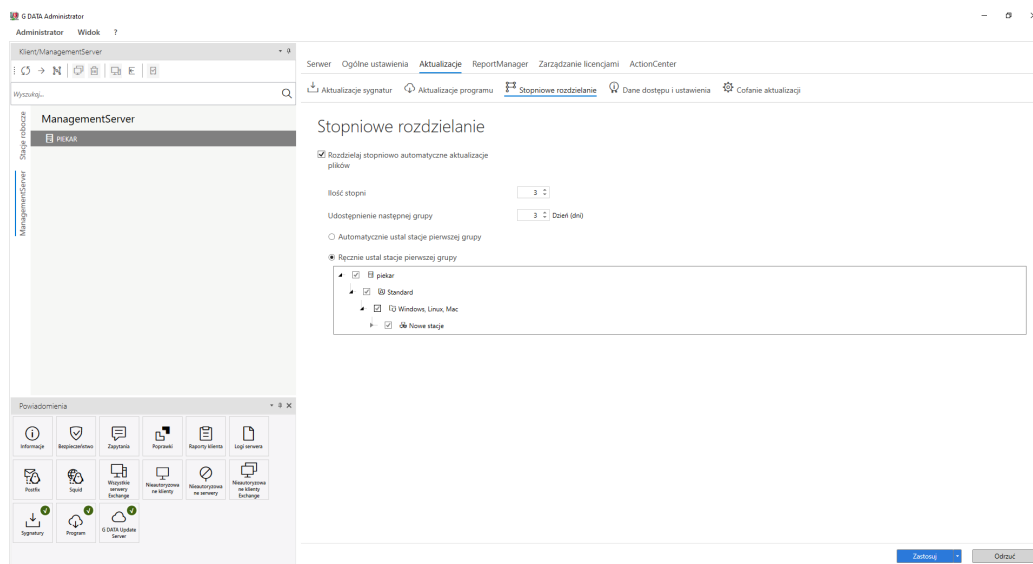 G DATA Administrator
Administrator Widok ?
Klient/ManagementServer
Wyszukaj...
Stacje robocze
ManagementServer
ManagementServer
PIEKAR
Serwer Ogólne ustawienia Aktualizacje ReportManager Zarządzanie licencjami ActionCenter
Aktualizacje sygnatur Aktualizacje programu Stopniowe rozdzielanie Dane dostępu i ustawienia Cofanie aktualizacji
Stopniowe rozdzielanie
Rozdzielaj stopniowo automatyczne aktualizacje
plików
Ilość stopni 3
Udostępnienie następnej grupy 3 Dzień (dni)
Automatycznie ustal stacje pierwszej grupy
Ręcznie ustal stacje pierwszej grupy
piekar
Standard
Windows, Linux, Mac
Nowe stacje
Powiadomienia
Informacje Bezpieczeństwo Zapytania Poprawki Raporty klienta Logi serwera
Postfix Squid Wszystkie serwery Exchange Nieautoryzowane klienty Nieautoryzowane serwery Nieautoryzowane klienty Exchange
Sygnatury Program G DATA Update Server
Zastosuj Odrzuć